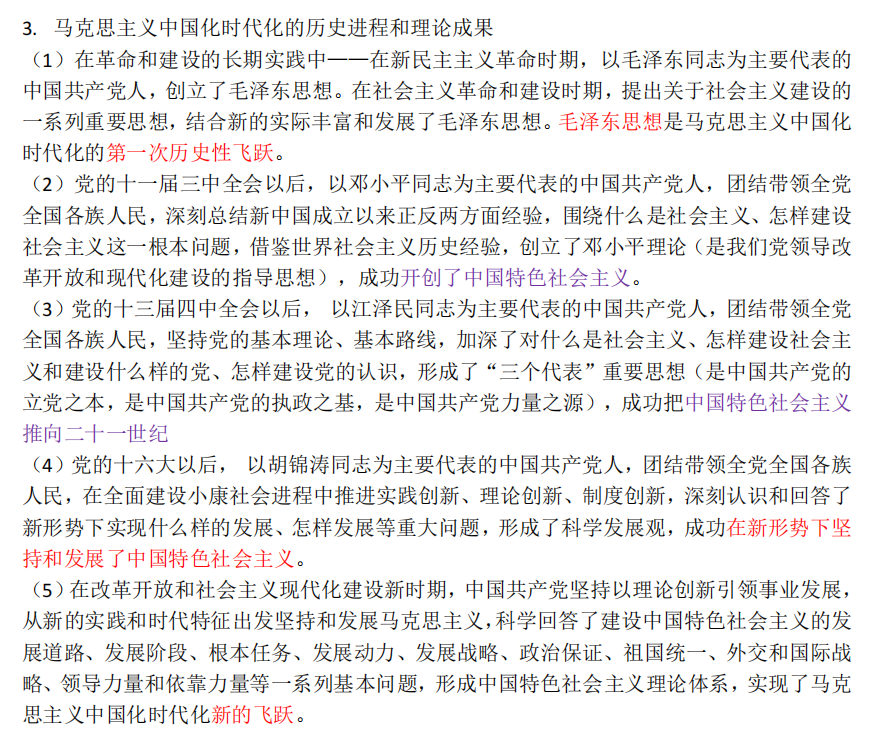 3. 马克思主义中国化时代化的历史进程和理论成果
（1）在革命和建设的长期实践中——在新民主主义革命时期，以毛泽东同志为主要代表的
中国共产党人，创立了毛泽东思想。在社会主义革命和建设时期，提出关于社会主义建设的
一系列重要思想，结合新的实际丰富和发展了毛泽东思想。毛泽东思想是马克思主义中国化
时代化的第一次历史性飞跃。
（2）党的十一届三中全会以后，以邓小平同志为主要代表的中国共产党人，团结带领全党
全国各族人民，深刻总结新中国成立以来正反两方面经验，围绕什么是社会主义、怎样建设
社会主义这一根本问题，借鉴世界社会主义历史经验，创立了邓小平理论（是我们党领导改
革开放和现代化建设的指导思想），成功开创了中国特色社会主义。
（3）党的十三届四中全会以后， 以江泽民同志为主要代表的中国共产党人，团结带领全党
全国各族人民，坚持党的基本理论、基本路线，加深了对什么是社会主义、怎样建设社会主
义和建设什么样的党、怎样建设党的认识，形成了“三个代表”重要思想（是中国共产党的
立党之本，是中国共产党的执政之基，是中国共产党力量之源），成功把中国特色社会主义
推向二十一世纪
（4）党的十六大以后， 以胡锦涛同志为主要代表的中国共产党人，团结带领全党全国各族
人民，在全面建设小康社会进程中推进实践创新、理论创新、制度创新，深刻认识和回答了
新形势下实现什么样的发展、怎样发展等重大问题，形成了科学发展观，成功在新形势下坚
持和发展了中国特色社会主义。
（5）在改革开放和社会主义现代化建设新时期，中国共产党坚持以理论创新引领事业发展，
从新的实践和时代特征出发坚持和发展马克思主义，科学回答了建设中国特色社会主义的发
展道路、发展阶段、根本任务、发展动力、发展战略、政治保证、祖国统一、外交和国际战
略、领导力量和依靠力量等一系列基本问题，形成中国特色社会主义理论体系，实现了马克
思主义中国化时代化新的飞跃。